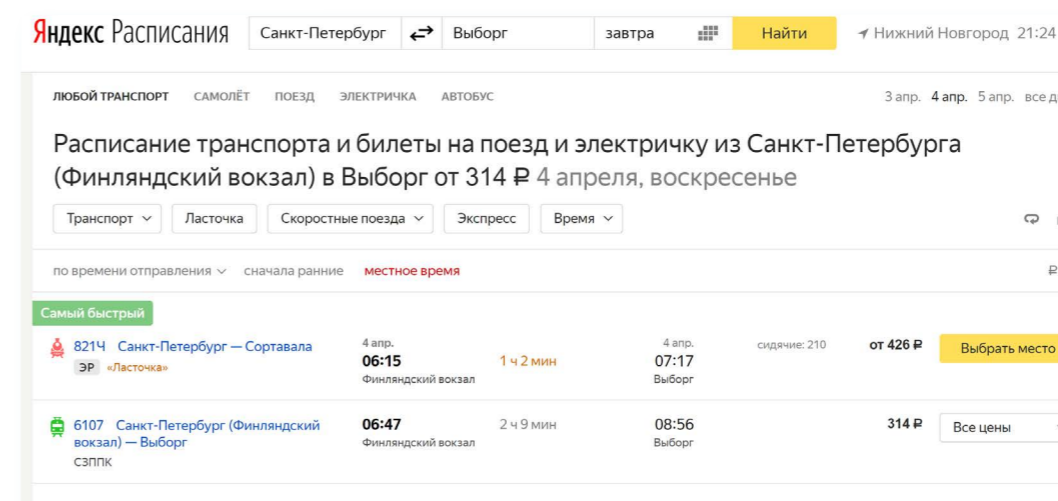 Яндекс Расписания Санкт-Петербург Выборг завтра Найти Нижний Новгород 21:24
ЛЮБОЙ ТРАНСПОРТ САМОЛЁТ ПОЕЗД ЭЛЕКТРИЧКА АВТОБУС 3 апр. 4 апр. 5 апр. все
Расписание транспорта и билеты на поезд и электричку из Санкт-Петербурга
(Финляндский вокзал) в Выборг от 314 ₽ 4 апреля, воскресенье
Транспорт Ласточка Скоростные поезда Экспресс Время
по времени отправления сначала ранние местное время ₽
Самый быстрый
821Ч Санкт-Петербург — Сортавала
ЭР «Ласточка»
4 апр.
06:15
Финляндский вокзал
1 ч 2 мин
4 апр.
07:17
Выборг
сидячие: 210
от 426 ₽
Выбрать место
6107 Санкт-Петербург (Финляндский
вокзал) — Выборг
СЗППК
06:47
Финляндский вокзал
2 ч 9 мин
08:56
Выборг
314 ₽
Все цены